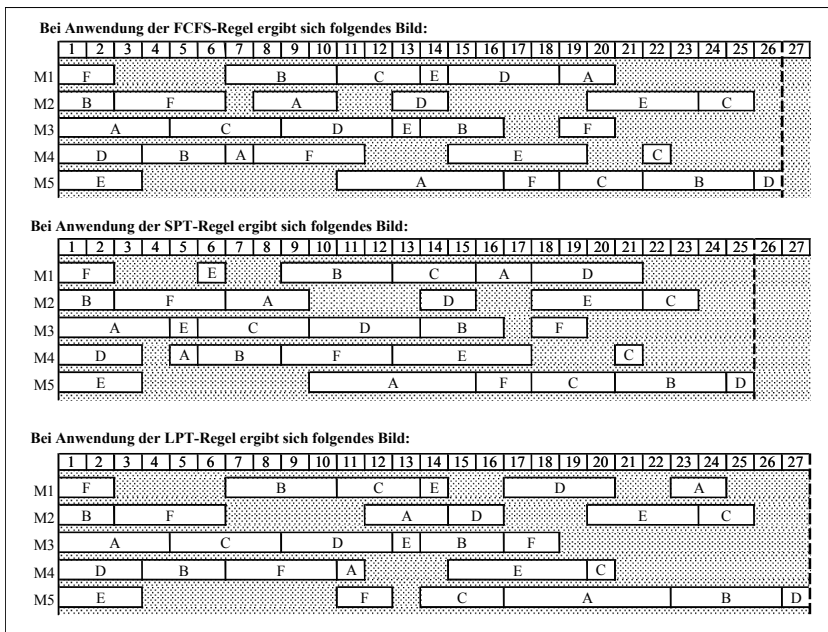 Bei Anwendung der FCFS-Regel ergibt sich folgendes Bild:
1 2 3 4 5 6 7 8 9 10 11 12 13 14 15 16 17 18 19 20 21 22 23 24 25 26 27
M1 F B C E D A
M2 B F A D E C
M3 A C D E B F
M4 D B A F E C
M5 E A F C B D
Bei Anwendung der SPT-Regel ergibt sich folgendes Bild:
1 2 3 4 5 6 7 8 9 10 11 12 13 14 15 16 17 18 19 20 21 22 23 24 25 26 27
M1 F E B C A D
M2 B F A D E C
M3 A E C D B F
M4 D A B F E C
M5 E A F C B D
Bei Anwendung der LPT-Regel ergibt sich folgendes Bild:
1 2 3 4 5 6 7 8 9 10 11 12 13 14 15 16 17 18 19 20 21 22 23 24 25 26 27
M1 F B C E D A
M2 B F A D E C
M3 A C D E B F
M4 D B F A E C
M5 E F C A B D